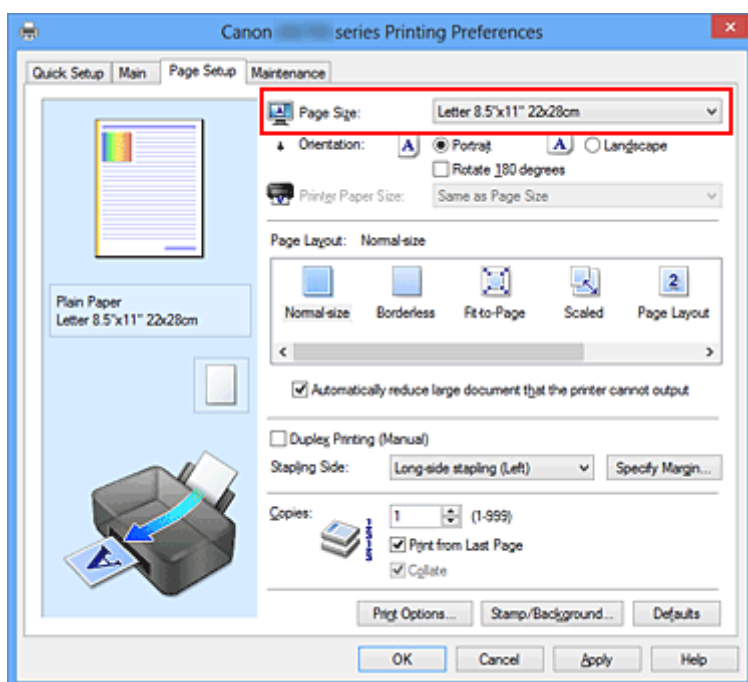 Canon series Printing Preferences
Quick Setup Main Page Setup Maintenance
Page Size: Letter 8.5"x11" 22x28cm
Orientation: A Portrait A Landscape
Rotate 180 degrees
Printer Paper Size: Same as Page Size
Page Layout: Normal-size
2
Normal-size Borderless Fit-to-Page Scaled Page Layout
Plain Paper
Letter 8.5"x11" 22x28cm
Automatically reduce large document that the printer cannot output
Duplex Printing (Manual)
Stapling Side: Long-side stapling (Left) Specify Margin...
Copies: 1 (1-999)
Print from Last Page
Collate
A
Print Options... Stamp/Background... Defaults
OK Cancel Apply Help